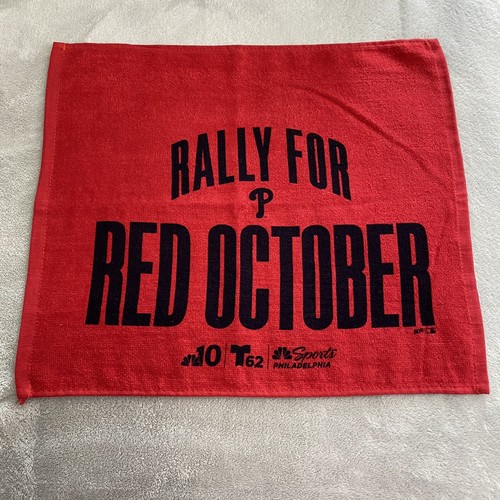 RALLY FOR
P
RED OCTOBER
10 T62 Sports
PHILADELPHIA